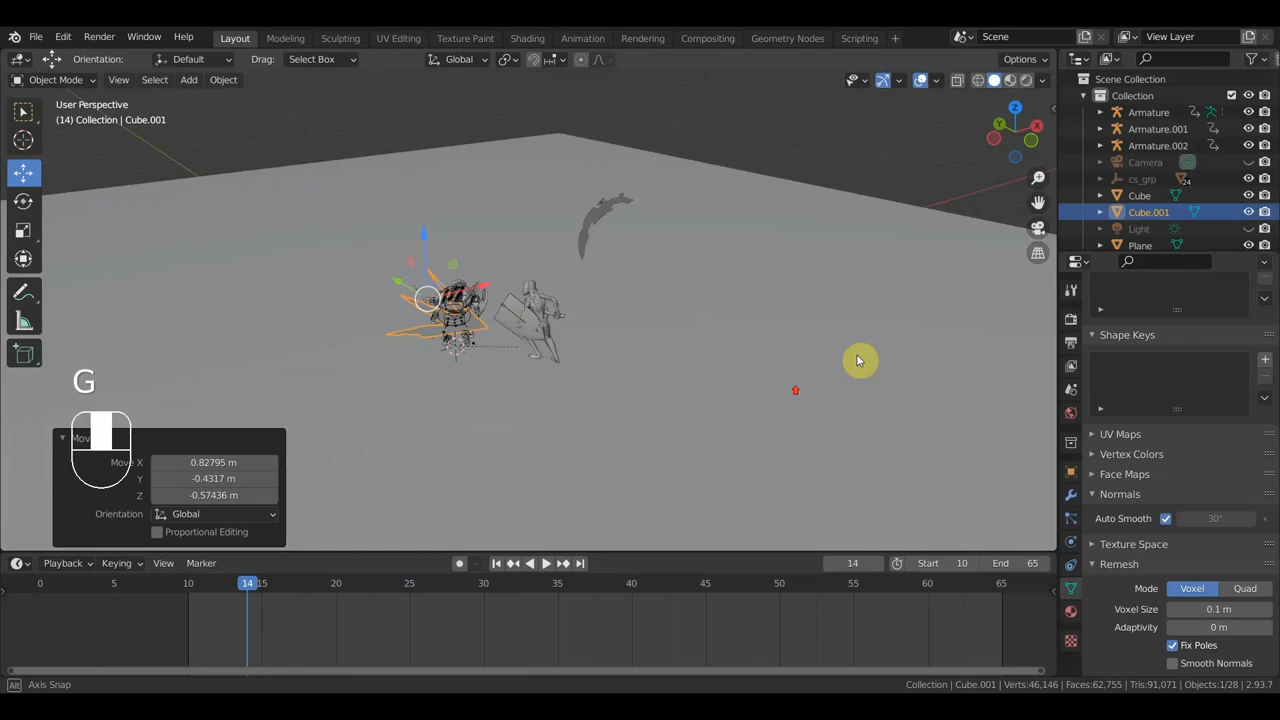 File Edit Render Window Help Layout Modeling Sculpting UV Editing Texture Paint Shading Animation Rendering Compositing Geometry Nodes Scripting + Scene View Layer
Orientation: Default Drag: Select Box Global Options
Object Mode View Select Add Object
User Perspective
(14) Collection | Cube.001
Z
Y
X
Scene Collection
Collection
Armature
Armature.001
Armature.002
Camera
cs_grp
24
Cube
Cube.001
Light
Plane
Shape Keys
UV Maps
Vertex Colors
Face Maps
Normals
Auto Smooth 30°
Texture Space
Remesh
Mode Voxel Quad
Voxel Size 0.1 m
Adaptivity 0 m
Fix Poles
Smooth Normals
G
Mov
Move X 0.82795 m
Y -0.4317 m
Z -0.57436 m
Orientation Global
Proportional Editing
Playback Keying View Marker 14 Start 10 End 65
0 5 10 14 15 20 25 30 35 40 45 50 55 60 65
Alt Axis Snap Collection | Cube.001 | Verts:46,146 | Faces:62,755 | Tris:91,071 | Objects:1/28 | 2.93.7